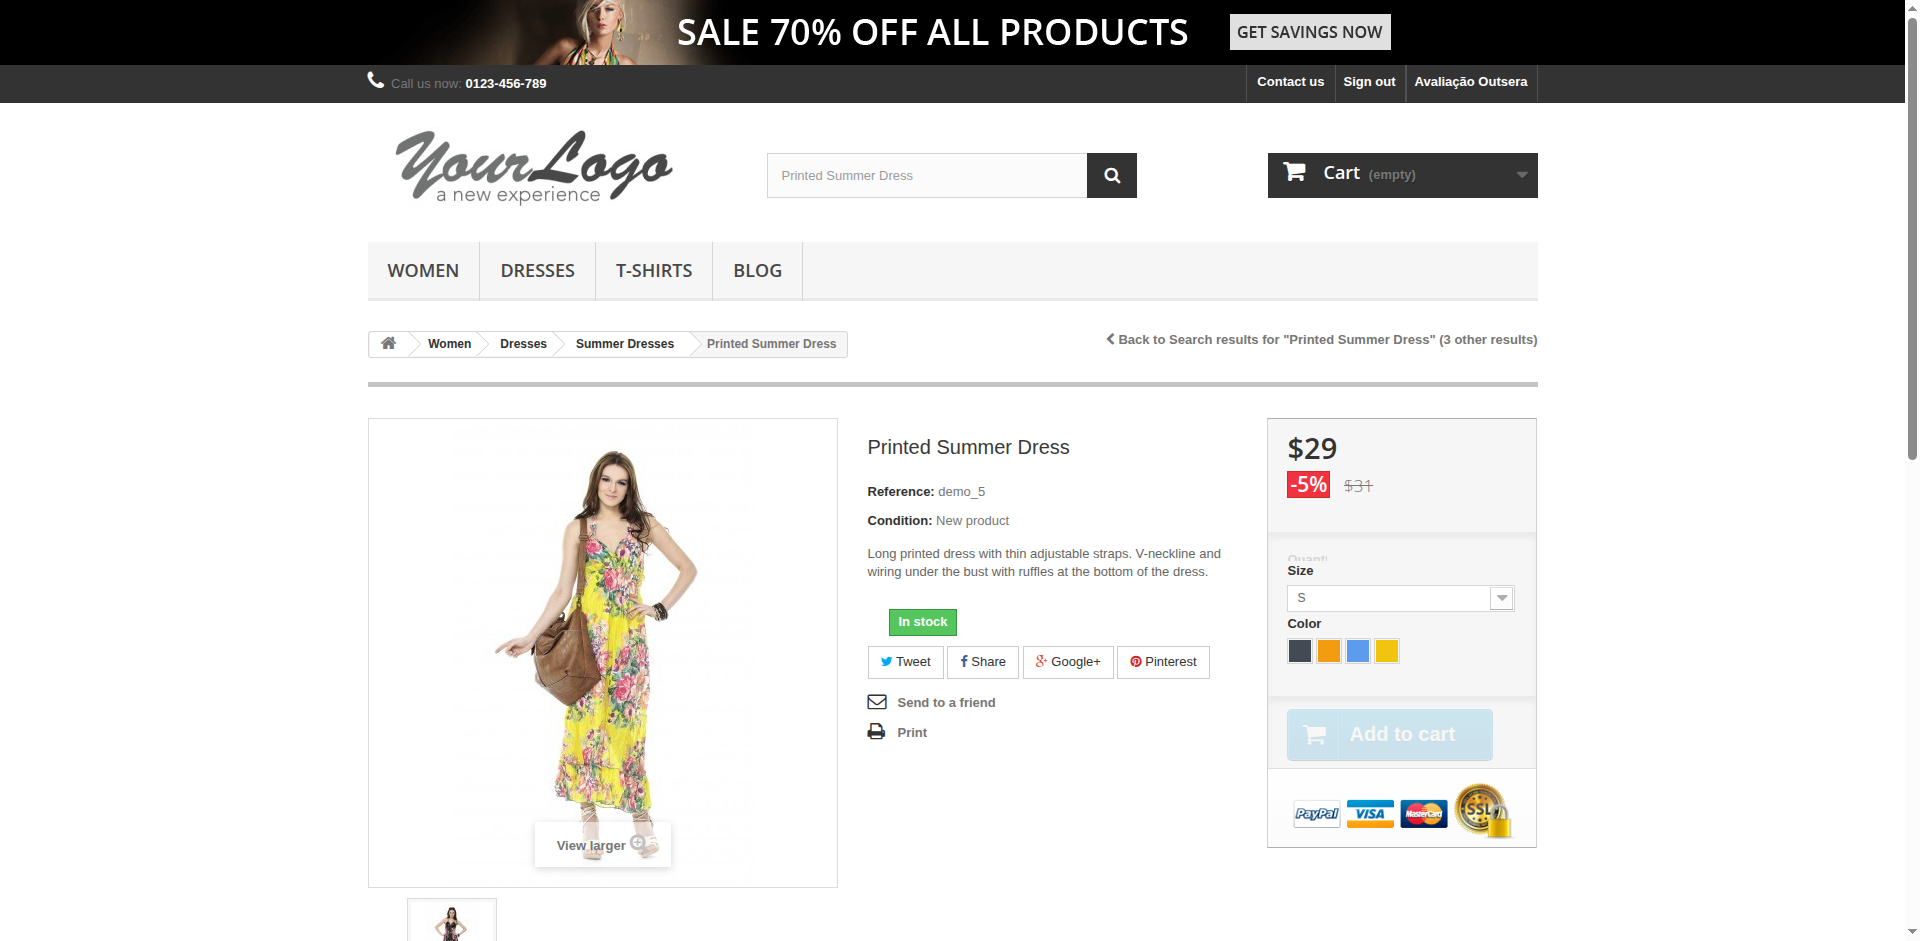 SALE 70% OFF ALL PRODUCTS
GET SAVINGS NOW
Call us now: 0123-456-789
Contact us
Sign out
Avaliação Outsera
YourLogo
a new experience
Printed Summer Dress
Cart (empty)
WOMEN
DRESSES
T-SHIRTS
BLOG
Women
Dresses
Summer Dresses
Printed Summer Dress
Back to Search results for "Printed Summer Dress" (3 other results)
View larger
Printed Summer Dress
Reference: demo_5
Condition: New product
Long printed dress with thin adjustable straps. V-neckline and
wiring under the bust with ruffles at the bottom of the dress.
In stock
Tweet
Share
Google+
Pinterest
Send to a friend
Print
$29
-5% $31
Size
S
Color
Add to cart
PayPal
VISA
MasterCard
SSL